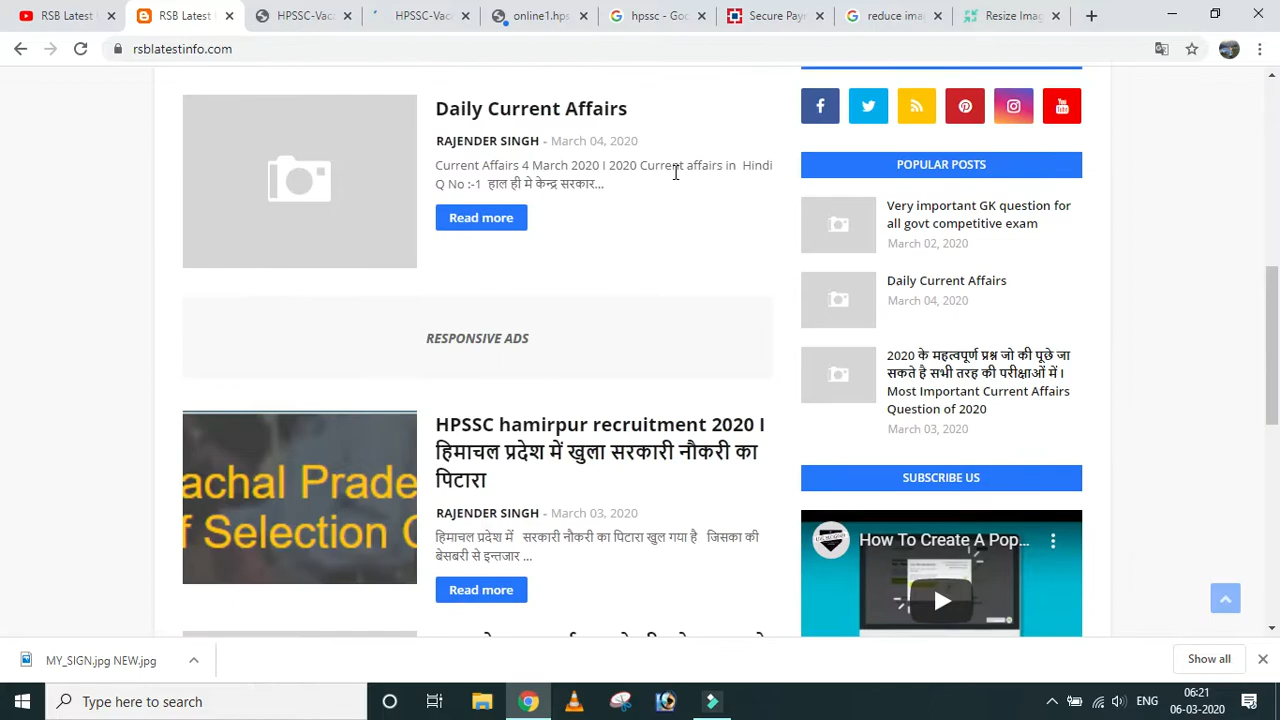 RSB Latest
RSB Latest I
HPSSC-Vaca
HPSSC-Vaca
online1.hps
hpssc - Goo
Secure Payn
reduce imag
Resize Imag
rsblatestinfo.com
Daily Current Affairs
RAJENDER SINGH - March 04, 2020
Current Affairs 4 March 2020 I 2020 Current affairs in Hindi
Q No :-1 हाल ही मे केन्द्र सरकार...
Read more
RESPONSIVE ADS
achal Prade
f Selection C
HPSSC hamirpur recruitment 2020 I
हिमाचल प्रदेश में खुला सरकारी नौकरी का
पिटारा
RAJENDER SINGH - March 03, 2020
हिमाचल प्रदेश में सरकारी नौकरी का पिटारा खुल गया है जिसका की
बेसबरी से इन्तजार ...
Read more
POPULAR POSTS
Very important GK question for
all govt competitive exam
March 02, 2020
Daily Current Affairs
March 04, 2020
2020 के महत्वपूर्ण प्रश्न जो की पूछे जा
सकते है सभी तरह की परीक्षाओं में I
Most Important Current Affairs
Question of 2020
March 03, 2020
SUBSCRIBE US
How To Create A Pop...
MY_SIGN.jpg NEW.jpg
Show all
Type here to search
ENG
06:21
06-03-2020